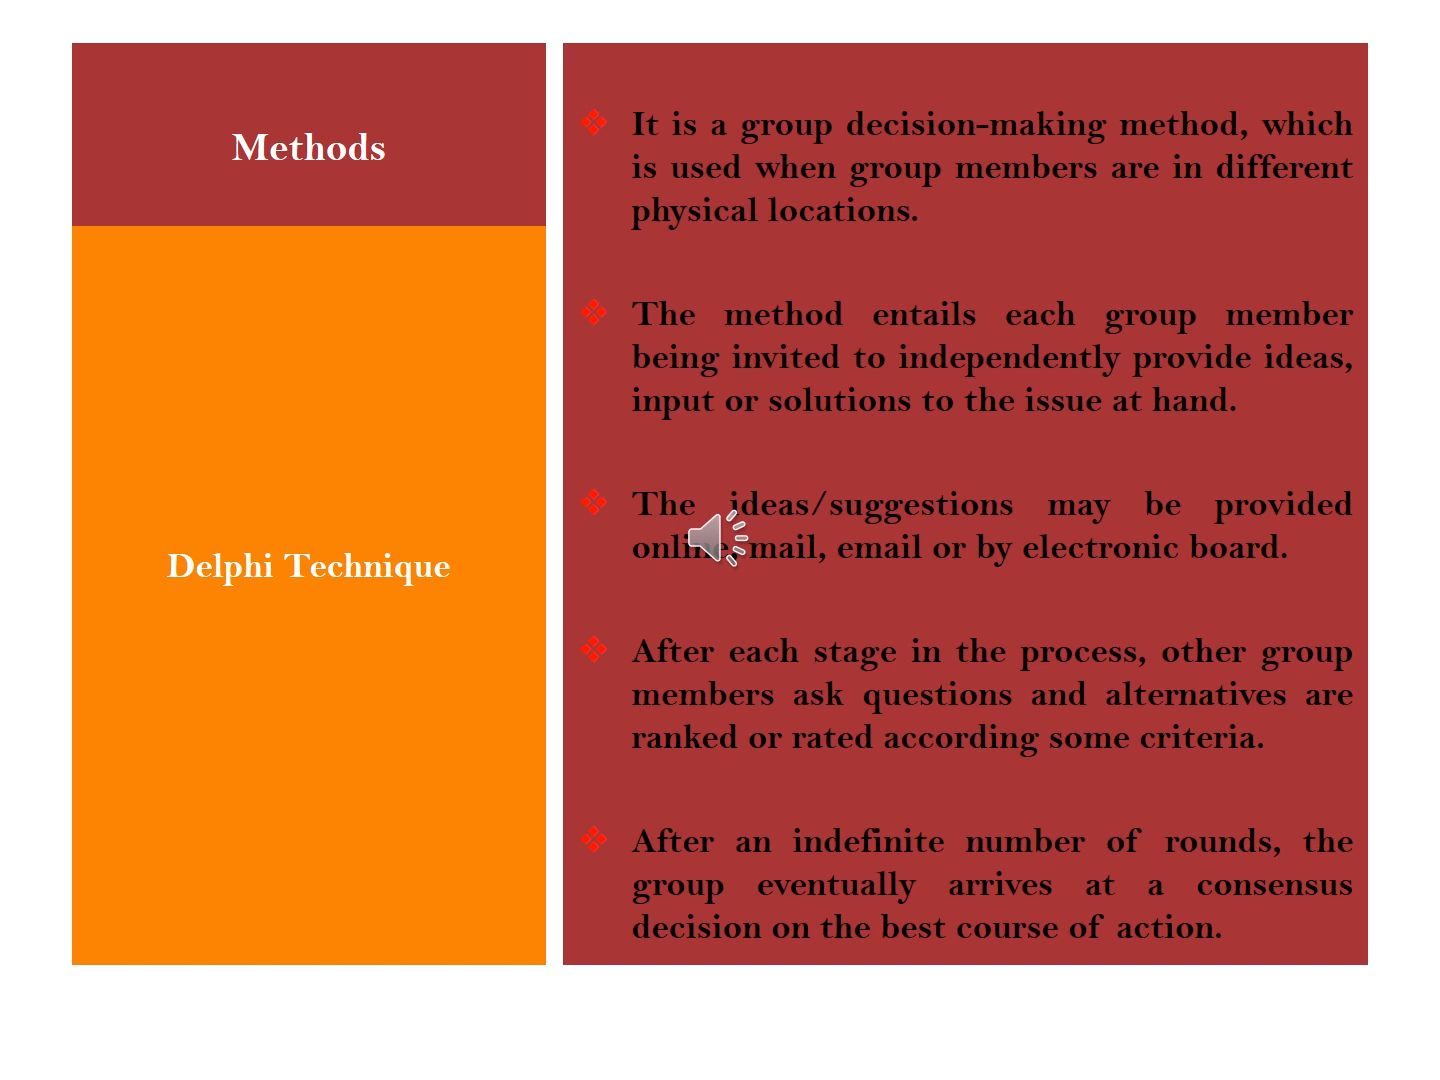 Methods
Delphi Technique
It is a group decision-making method, which
is used when group members are in different
physical locations.
The method entails each group member
being invited to independently provide ideas,
input or solutions to the issue at hand.
The ideas/suggestions may be provided
online, mail, email or by electronic board.
After each stage in the process, other group
members ask questions and alternatives are
ranked or rated according some criteria.
After an indefinite number of rounds, the
group eventually arrives at a consensus
decision on the best course of action.